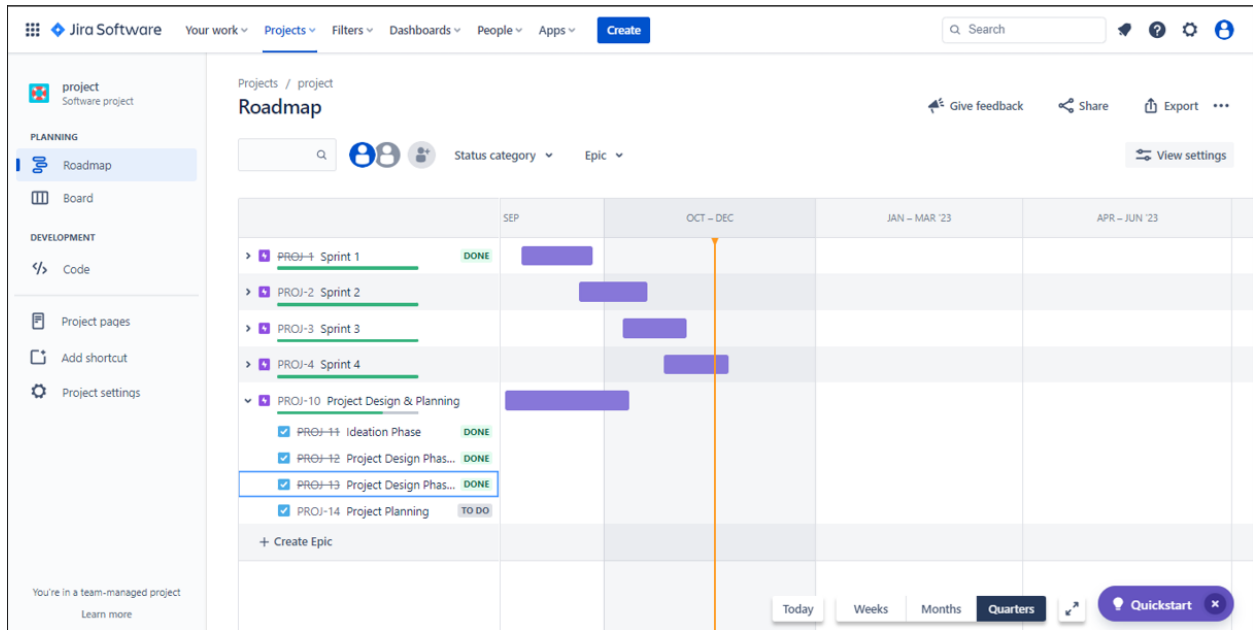 Jira Software Your work Projects Filters Dashboards People Apps Create Search
project
Software project
PLANNING
Roadmap
Board
DEVELOPMENT
Code
Project pages
Add shortcut
Project settings
You're in a team-managed project
Learn more
Projects / project
Roadmap
Give feedback Share Export
Status category Epic View settings
SEP OCT – DEC JAN – MAR '23 APR – JUN '23
PROJ-1 Sprint 1 DONE
PROJ-2 Sprint 2
PROJ-3 Sprint 3
PROJ-4 Sprint 4
PROJ-10 Project Design & Planning
PROJ-11 Ideation Phase DONE
PROJ-12 Project Design Phas... DONE
PROJ-13 Project Design Phas... DONE
PROJ-14 Project Planning TO DO
+ Create Epic
Today Weeks Months Quarters Quickstart